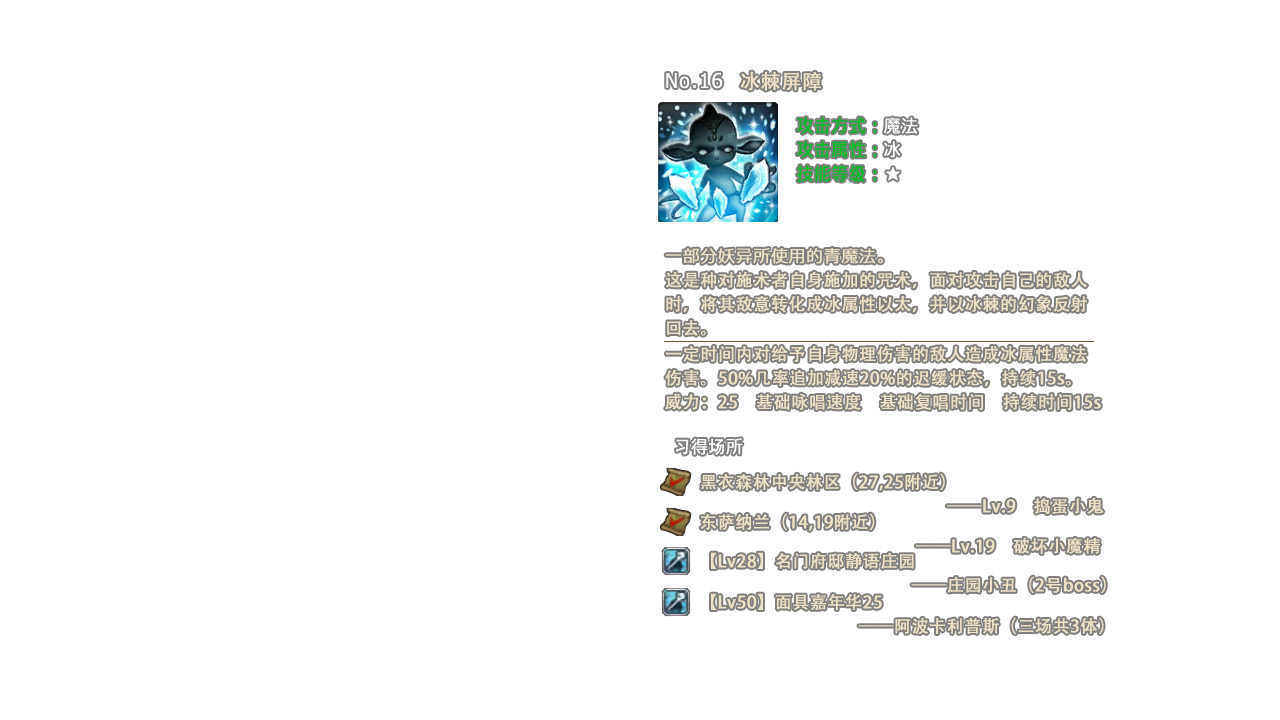 No.16 冰棘屏障
攻击方式：魔法
攻击属性：冰
技能等级：☆
一部分妖异所使用的青魔法。
这是种对施术者自身施加的咒术，面对攻击自己的敌人
时，将其敌意转化成冰属性以太，并以冰棘的幻象反射
回去。
一定时间内对给予自身物理伤害的敌人造成冰属性魔法
伤害。50%几率追加减速20%的迟缓状态，持续15s。
威力：25 基础咏唱速度 基础复唱时间 持续时间15s
习得场所
黑衣森林中央林区（27,25附近）
——Lv.9 捣蛋小鬼
东萨纳兰（14,19附近）
——Lv.19 破坏小魔精
【Lv28】名门府邸静语庄园
——庄园小丑（2号boss）
【Lv50】面具嘉年华25
——阿波卡利普斯（三场共3体）